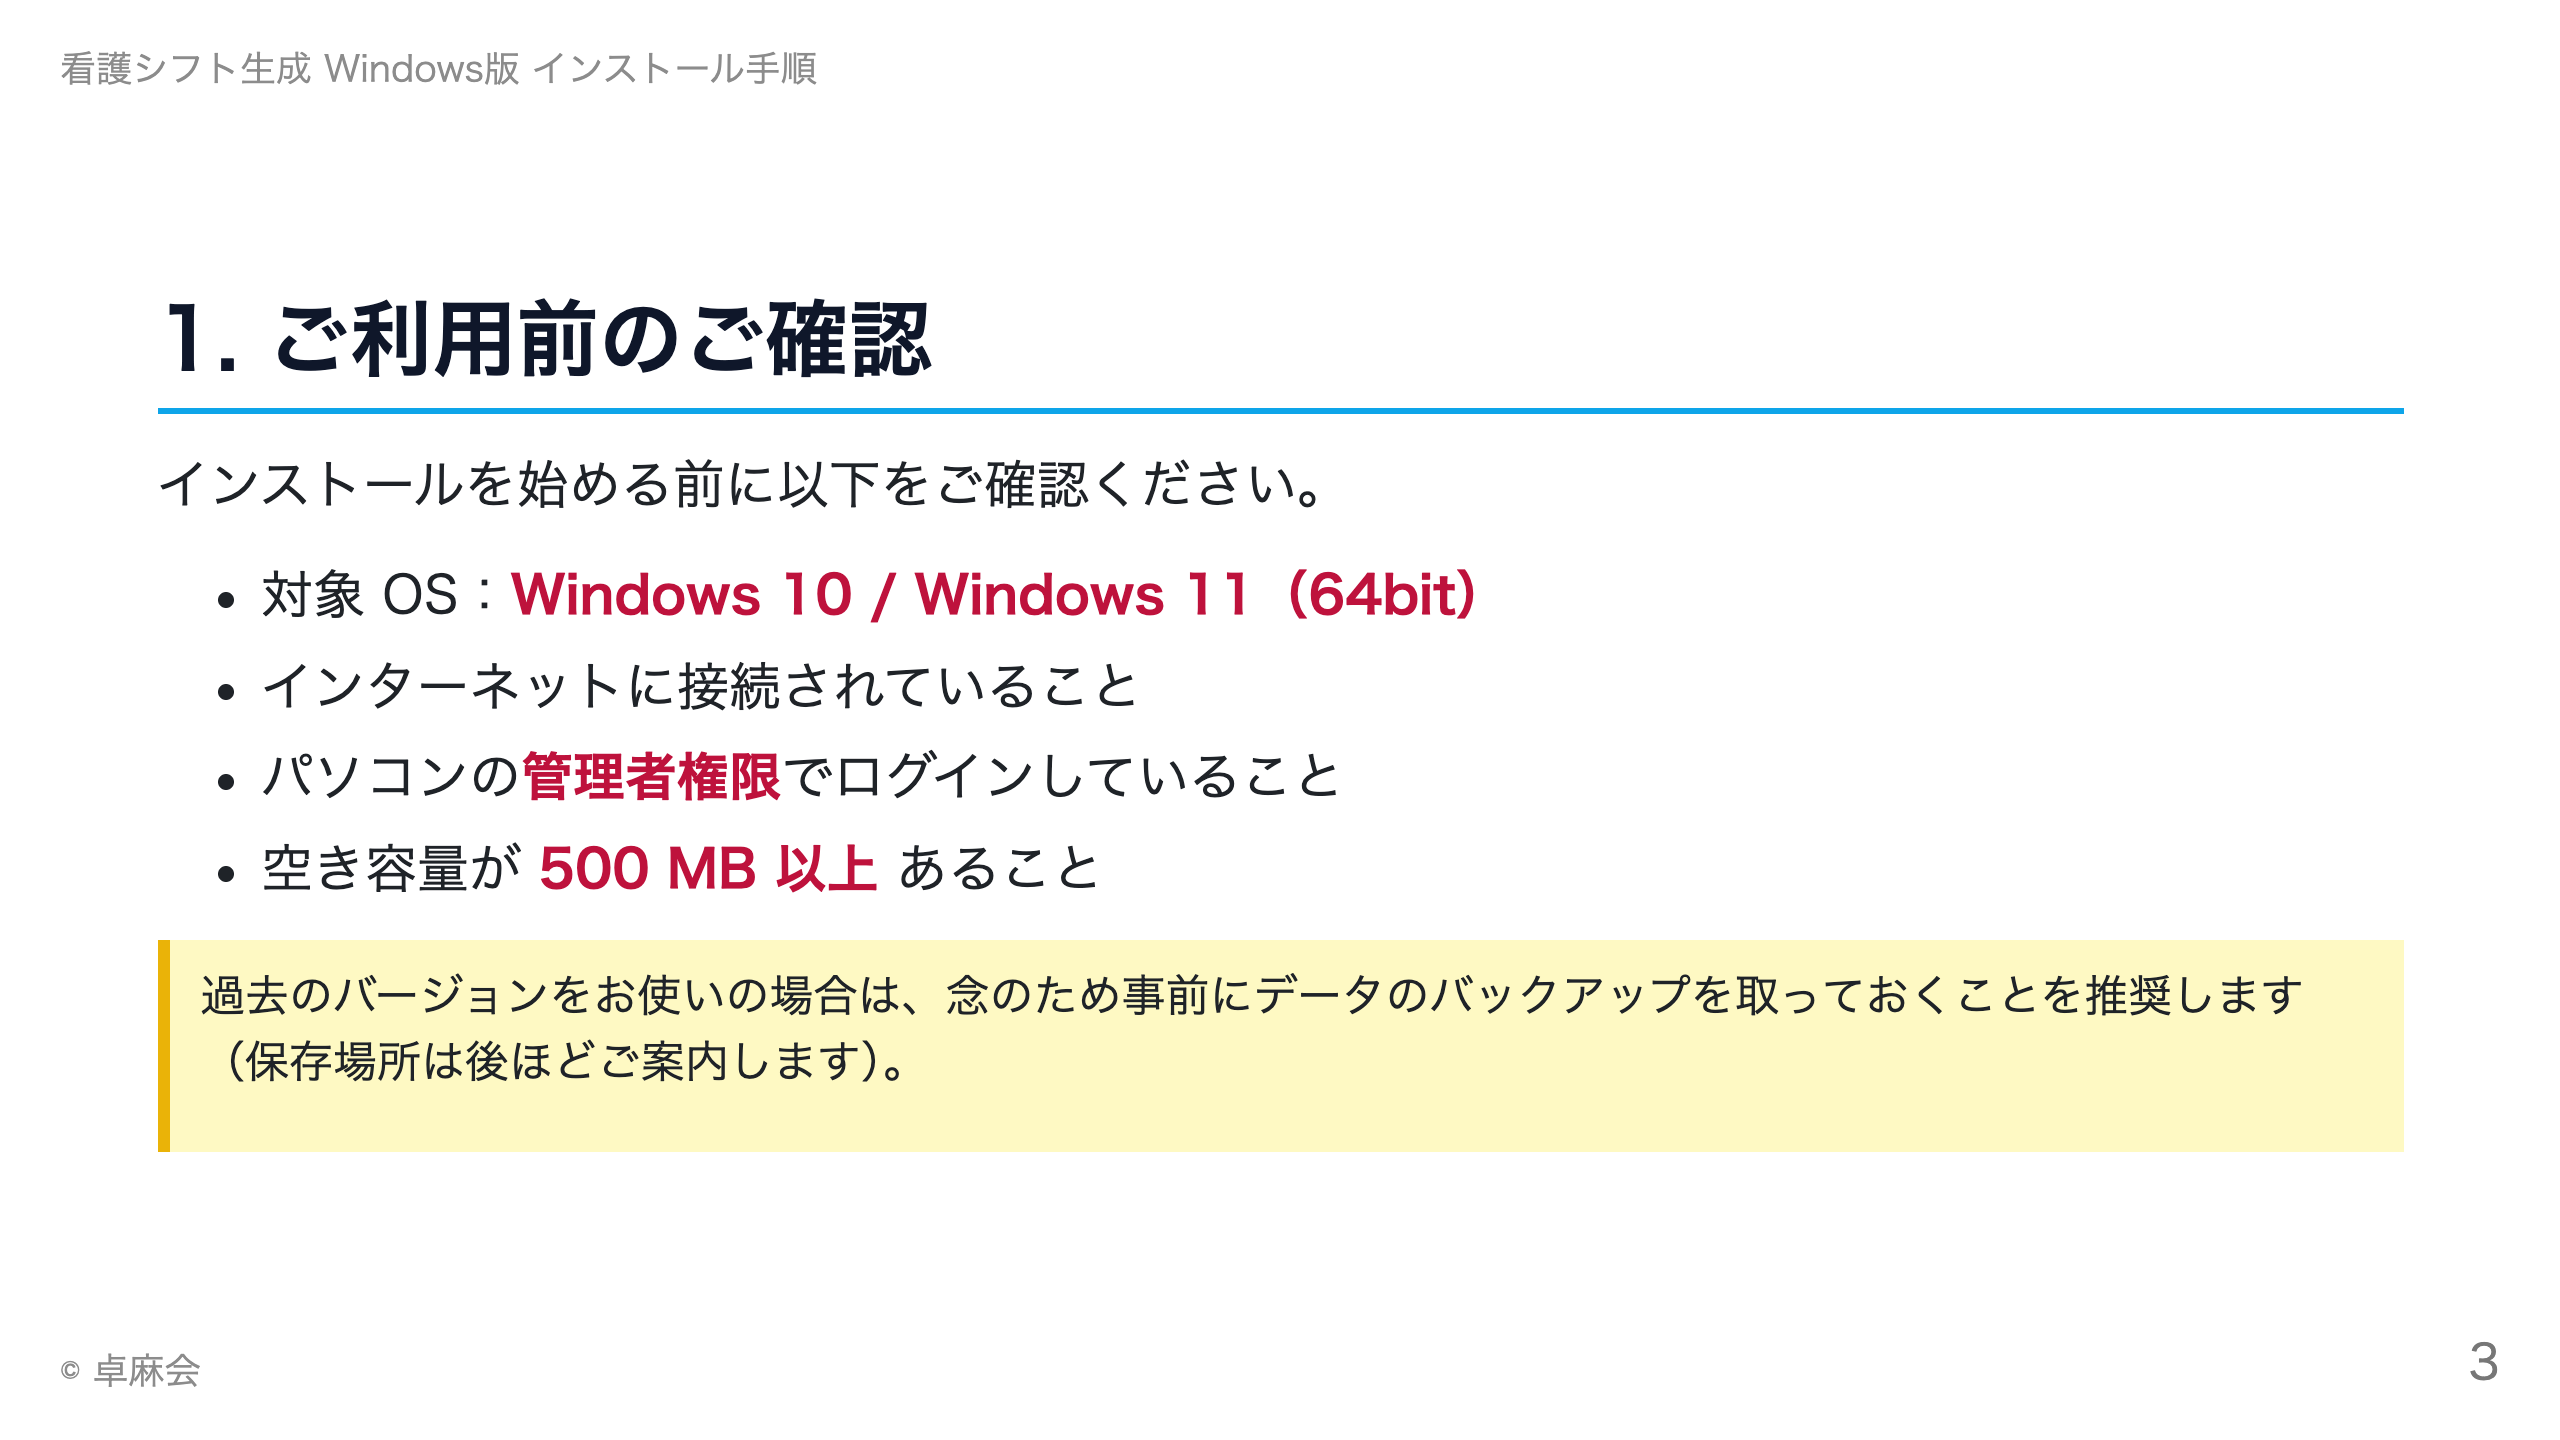 看護シフト生成 Windows版 インストール手順
1. ご利用前のご確認
インストールを始める前に以下をご確認ください。
• 対象 OS：Windows 10 / Windows 11（64bit）
• インターネットに接続されていること
• パソコンの管理者権限でログインしていること
• 空き容量が 500 MB 以上 あること
過去のバージョンをお使いの場合は、念のため事前にデータのバックアップを取っておくことを推奨します
（保存場所は後ほどご案内します）。
© 卓麻会
3